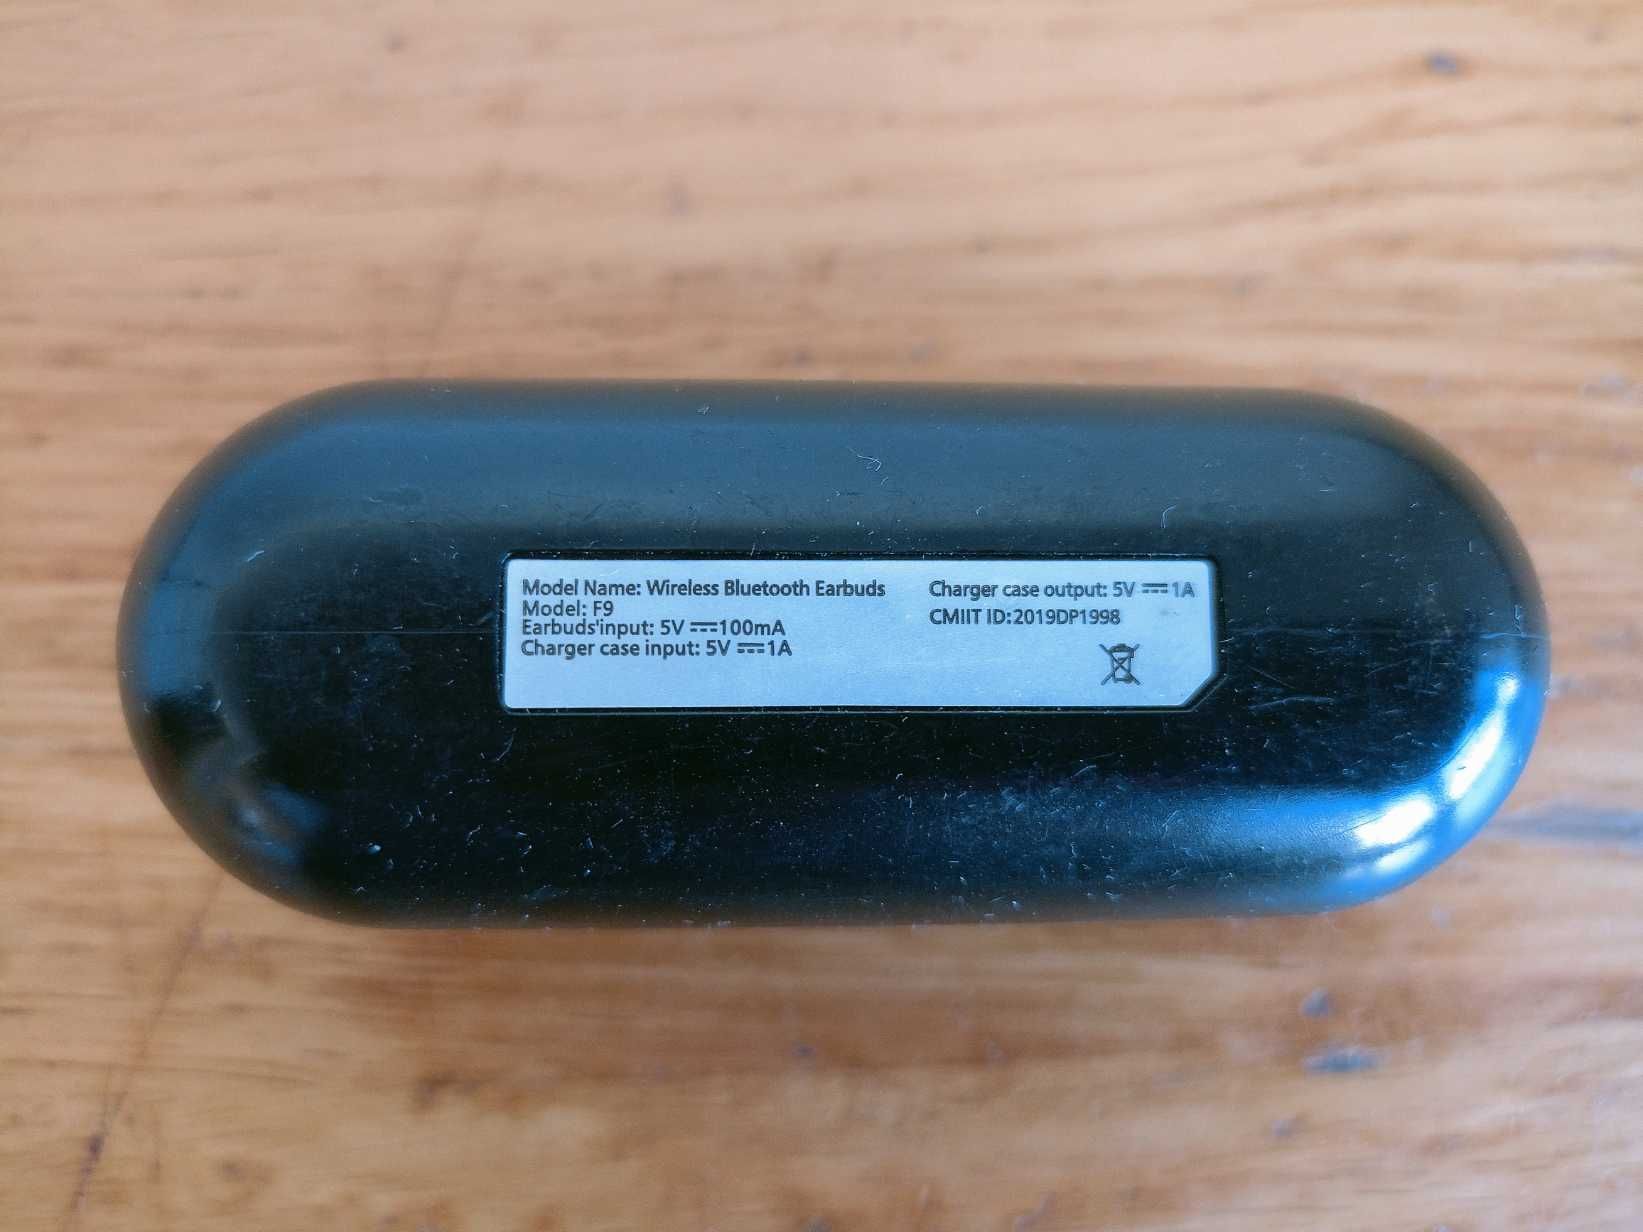 Model Name: Wireless Bluetooth Earbuds
Model: F9
Earbuds'input: 5V ⎓100mA
Charger case input: 5V ⎓1A
Charger case output: 5V ⎓1A
CMIIT ID:2019DP1998